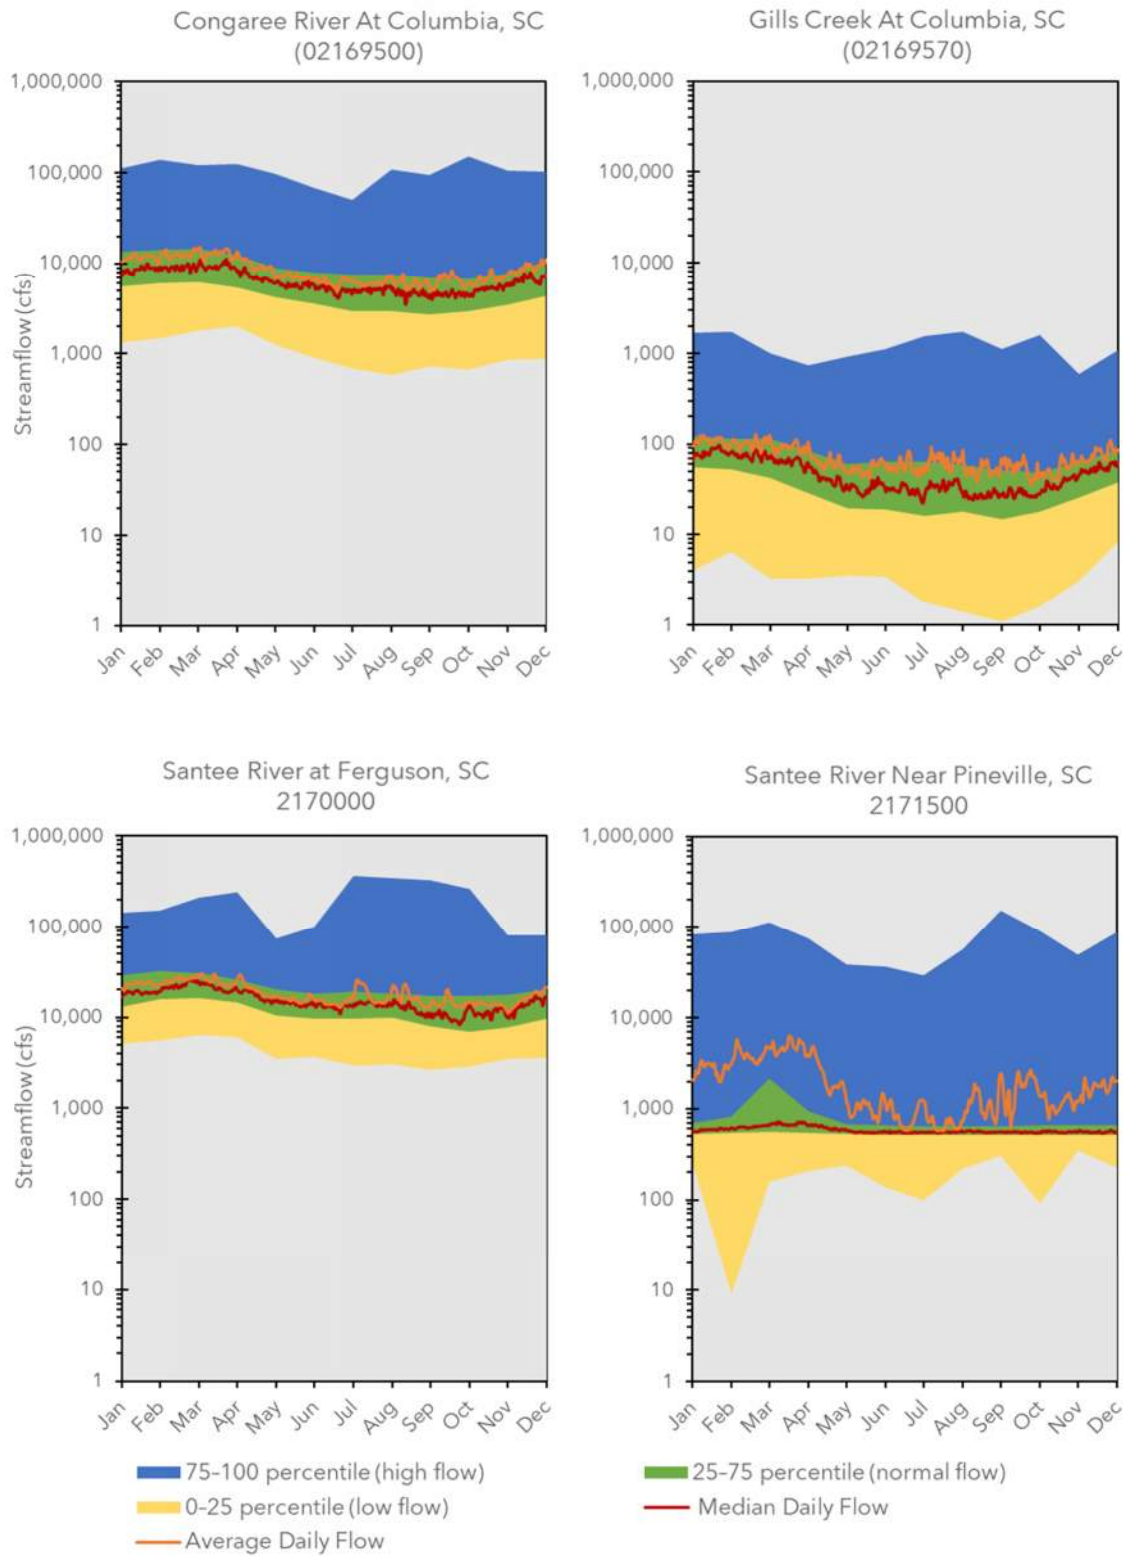 Congaree River At Columbia, SC
(02169500)
1,000,000
100,000
10,000
1,000
100
10
1
Streamflow (cfs)
Jan Feb Mar Apr May Jun Jul Aug Sep Oct Nov Dec
Gills Creek At Columbia, SC
(02169570)
1,000,000
100,000
10,000
1,000
100
10
1
Jan Feb Mar Apr May Jun Jul Aug Sep Oct Nov Dec
Santee River at Ferguson, SC
2170000
1,000,000
100,000
10,000
1,000
100
10
1
Streamflow (cfs)
Jan Feb Mar Apr May Jun Jul Aug Sep Oct Nov Dec
Santee River Near Pineville, SC
2171500
1,000,000
100,000
10,000
1,000
100
10
1
Jan Feb Mar Apr May Jun Jul Aug Sep Oct Nov Dec
75-100 percentile (high flow)
25-75 percentile (normal flow)
0-25 percentile (low flow)
Median Daily Flow
Average Daily Flow